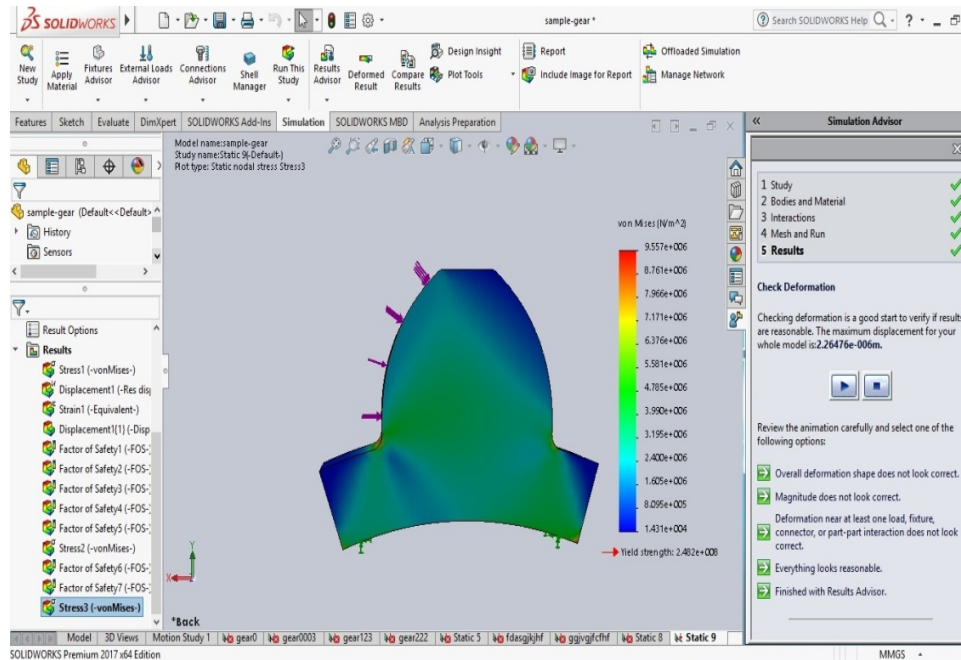 SOLIDWORKS
sample-gear *
Search SOLIDWORKS Help
New Study
Apply Material
Fixtures Advisor
External Loads Advisor
Connections Advisor
Shell Manager
Run This Study
Results Advisor
Deformed Result
Compare Results
Design Insight
Plot Tools
Report
Include Image for Report
Offloaded Simulation
Manage Network
Features Sketch Evaluate DimXpert SOLIDWORKS Add-Ins Simulation SOLIDWORKS MBD Analysis Preparation
sample-gear (Default<<Default>
History
Sensors
Result Options
Results
Stress1 (-vonMises-)
Displacement1 (-Res disp
Strain1 (-Equivalent-)
Displacement1(1) (-Disp
Factor of Safety1 (-FOS-
Factor of Safety2 (-FOS-
Factor of Safety3 (-FOS-
Factor of Safety4 (-FOS-
Factor of Safety5 (-FOS-
Stress2 (-vonMises-)
Factor of Safety6 (-FOS-
Factor of Safety7 (-FOS-
Stress3 (-vonMises-)
Model name:sample-gear
Study name:Static 9(-Default-)
Plot type: Static nodal stress Stress3
von Mises (N/m^2)
9.557e+006
8.761e+006
7.966e+006
7.171e+006
6.376e+006
5.581e+006
4.785e+006
3.990e+006
3.195e+006
2.400e+006
1.605e+006
8.095e+005
1.431e+004
Yield strength: 2.482e+008
Y
X
*Back
Simulation Advisor
1 Study
2 Bodies and Material
3 Interactions
4 Mesh and Run
5 Results
Check Deformation
Checking deformation is a good start to verify if results
are reasonable. The maximum displacement for your
whole model is:2.26476e-006m.
Review the animation carefully and select one of the
following options:
Overall deformation shape does not look correct.
Magnitude does not look correct.
Deformation near at least one load, fixture,
connector, or part-part interaction does not look
correct.
Everything looks reasonable.
Finished with Results Advisor.
Model 3D Views Motion Study 1 gear0 gear0003 gear123 gear222 Static 5 fdasgjkjhf ggjvgjfcfhf Static 8 Static 9
SOLIDWORKS Premium 2017 x64 Edition
MMGS